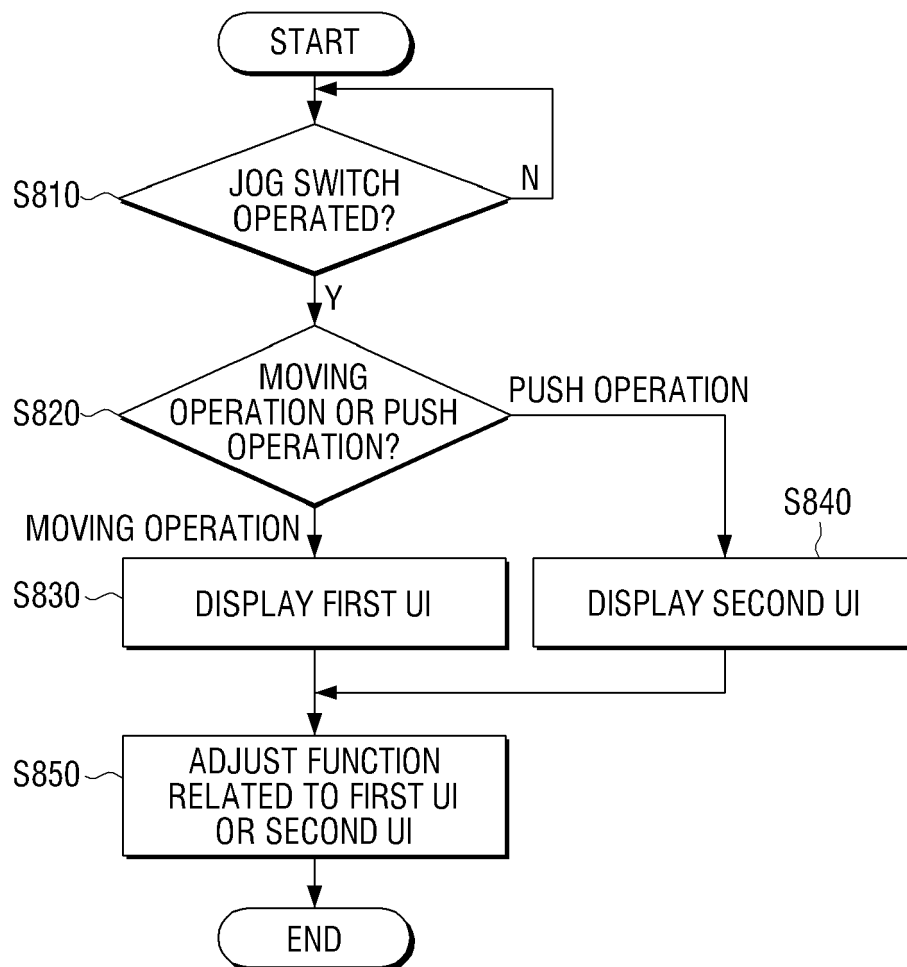 START
S810
JOG SWITCH
OPERATED?
N
Y
S820
MOVING
OPERATION OR PUSH
OPERATION?
PUSH OPERATION
MOVING OPERATION
S830
DISPLAY FIRST UI
S840
DISPLAY SECOND UI
S850
ADJUST FUNCTION
RELATED TO FIRST UI
OR SECOND UI
END